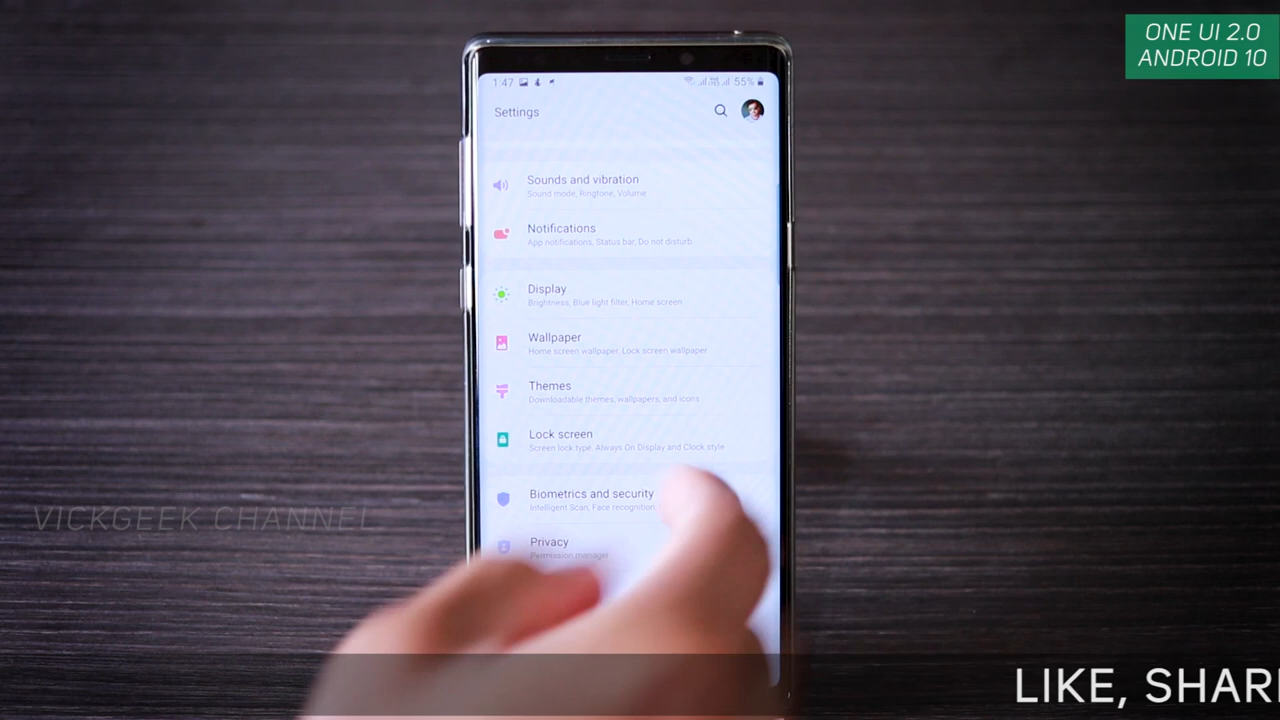 ONE UI 2.0
ANDROID 10
1:47
55%
Settings
Sounds and vibration
Sound mode, Ringtone, Volume
Notifications
App notifications, Status bar, Do not disturb
Display
Brightness, Blue light filter, Home screen
Wallpaper
Home screen wallpaper, Lock screen wallpaper
Themes
Downloadable themes, wallpapers, and icons
Lock screen
Screen lock type, Always On Display and Clock style
Biometrics and security
Intelligent Scan, Face recognition
Privacy
Permission manager
VICKGEEK CHANNEL
LIKE, SHAR